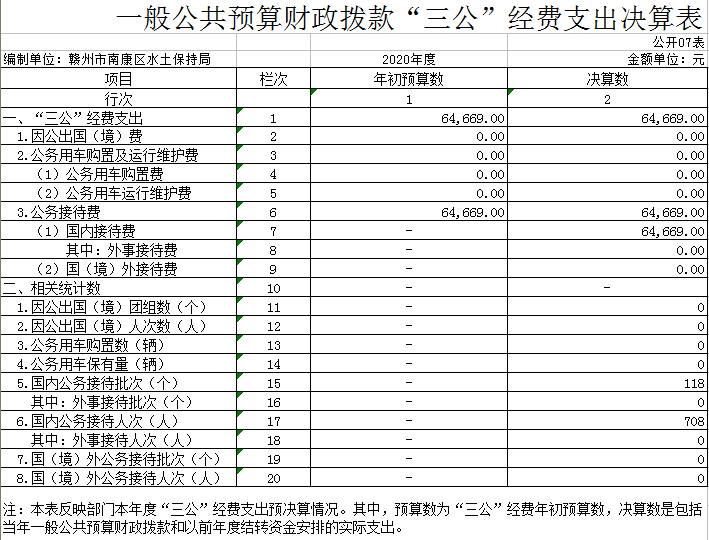 一般公共预算财政拨款“三公”经费支出决算表
公开07表
编制单位：赣州市南康区水土保持局 2020年度 金额单位：元
项目 栏次 年初预算数 决算数
行次 1 2
一、“三公”经费支出 1 64,669.00 64,669.00
1.因公出国（境）费 2 0.00 0.00
2.公务用车购置及运行维护费 3 0.00 0.00
（1）公务用车购置费 4 0.00 0.00
（2）公务用车运行维护费 5 0.00 0.00
3.公务接待费 6 64,669.00 64,669.00
（1）国内接待费 7 - 64,669.00
其中：外事接待费 8 - 0.00
（2）国（境）外接待费 9 - 0.00
二、相关统计数 10 - -
1.因公出国（境）团组数（个） 11 - 0
2.因公出国（境）人次数（人） 12 - 0
3.公务用车购置数（辆） 13 - 0
4.公务用车保有量（辆） 14 - 0
5.国内公务接待批次（个） 15 - 118
其中：外事接待批次（个） 16 - 0
6.国内公务接待人次（人） 17 - 708
其中：外事接待人次（人） 18 - 0
7.国（境）外公务接待批次（个） 19 - 0
8.国（境）外公务接待人次（人） 20 - 0
注：本表反映部门本年度“三公”经费支出预决算情况。其中，预算数为“三公”经费年初预算数，决算数是包括
当年一般公共预算财政拨款和以前年度结转资金安排的实际支出。